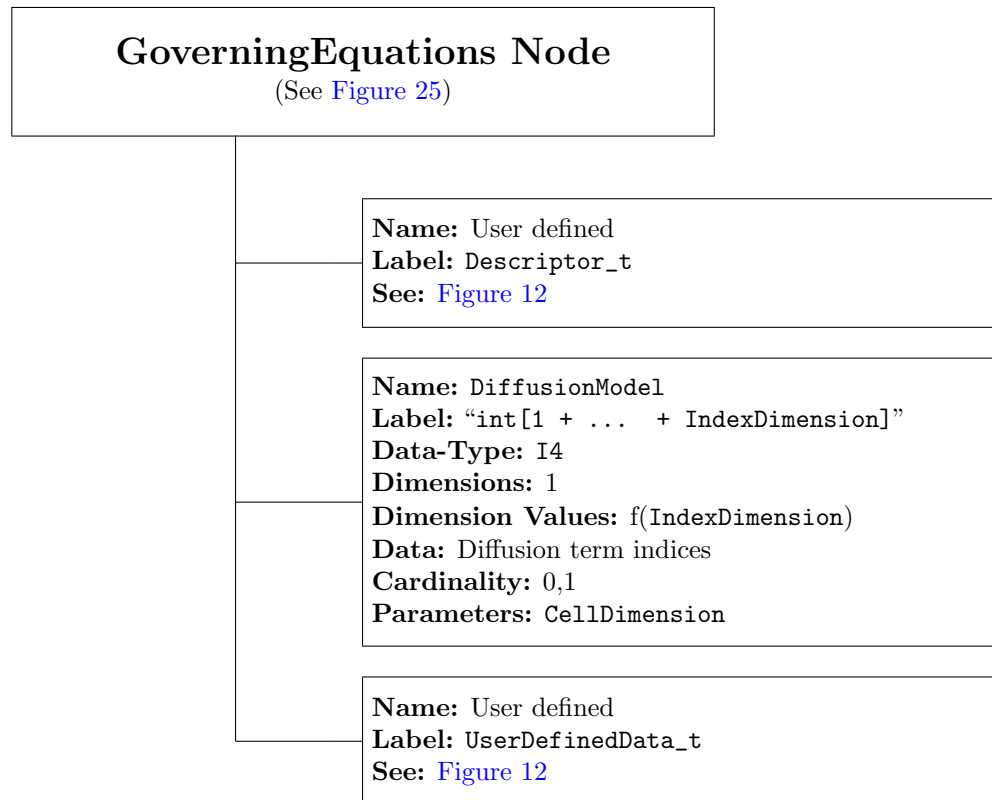 GoverningEquations Node
(See Figure 25)
Name: User defined
Label: Descriptor_t
See: Figure 12
Name: DiffusionModel
Label: “int[1 + ... + IndexDimension]”
Data-Type: I4
Dimensions: 1
Dimension Values: f(IndexDimension)
Data: Diffusion term indices
Cardinality: 0,1
Parameters: CellDimension
Name: User defined
Label: UserDefinedData_t
See: Figure 12